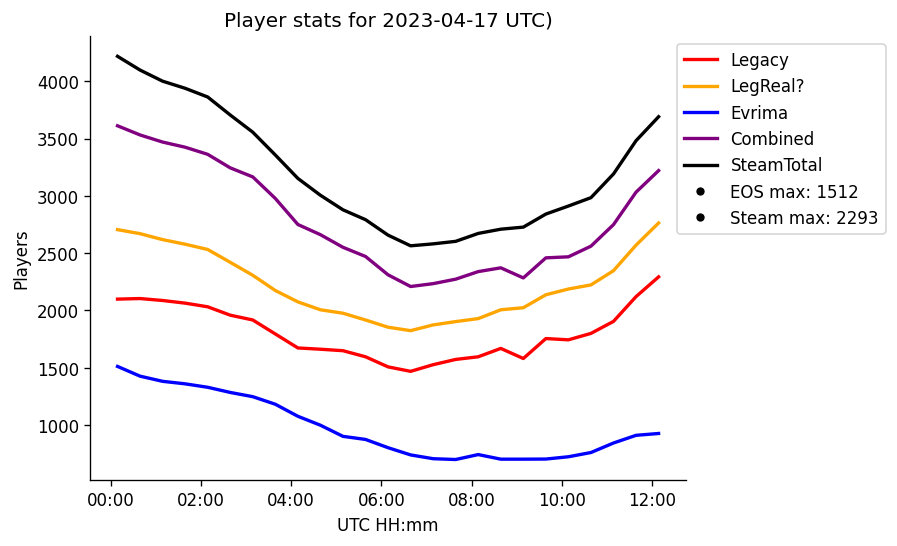 Player stats for 2023-04-17 UTC)
Legacy
LegReal?
Evrima
Combined
SteamTotal
EOS max: 1512
Steam max: 2293
Players
4000
3500
3000
2500
2000
1500
1000
00:00 02:00 04:00 06:00 08:00 10:00 12:00
UTC HH:mm